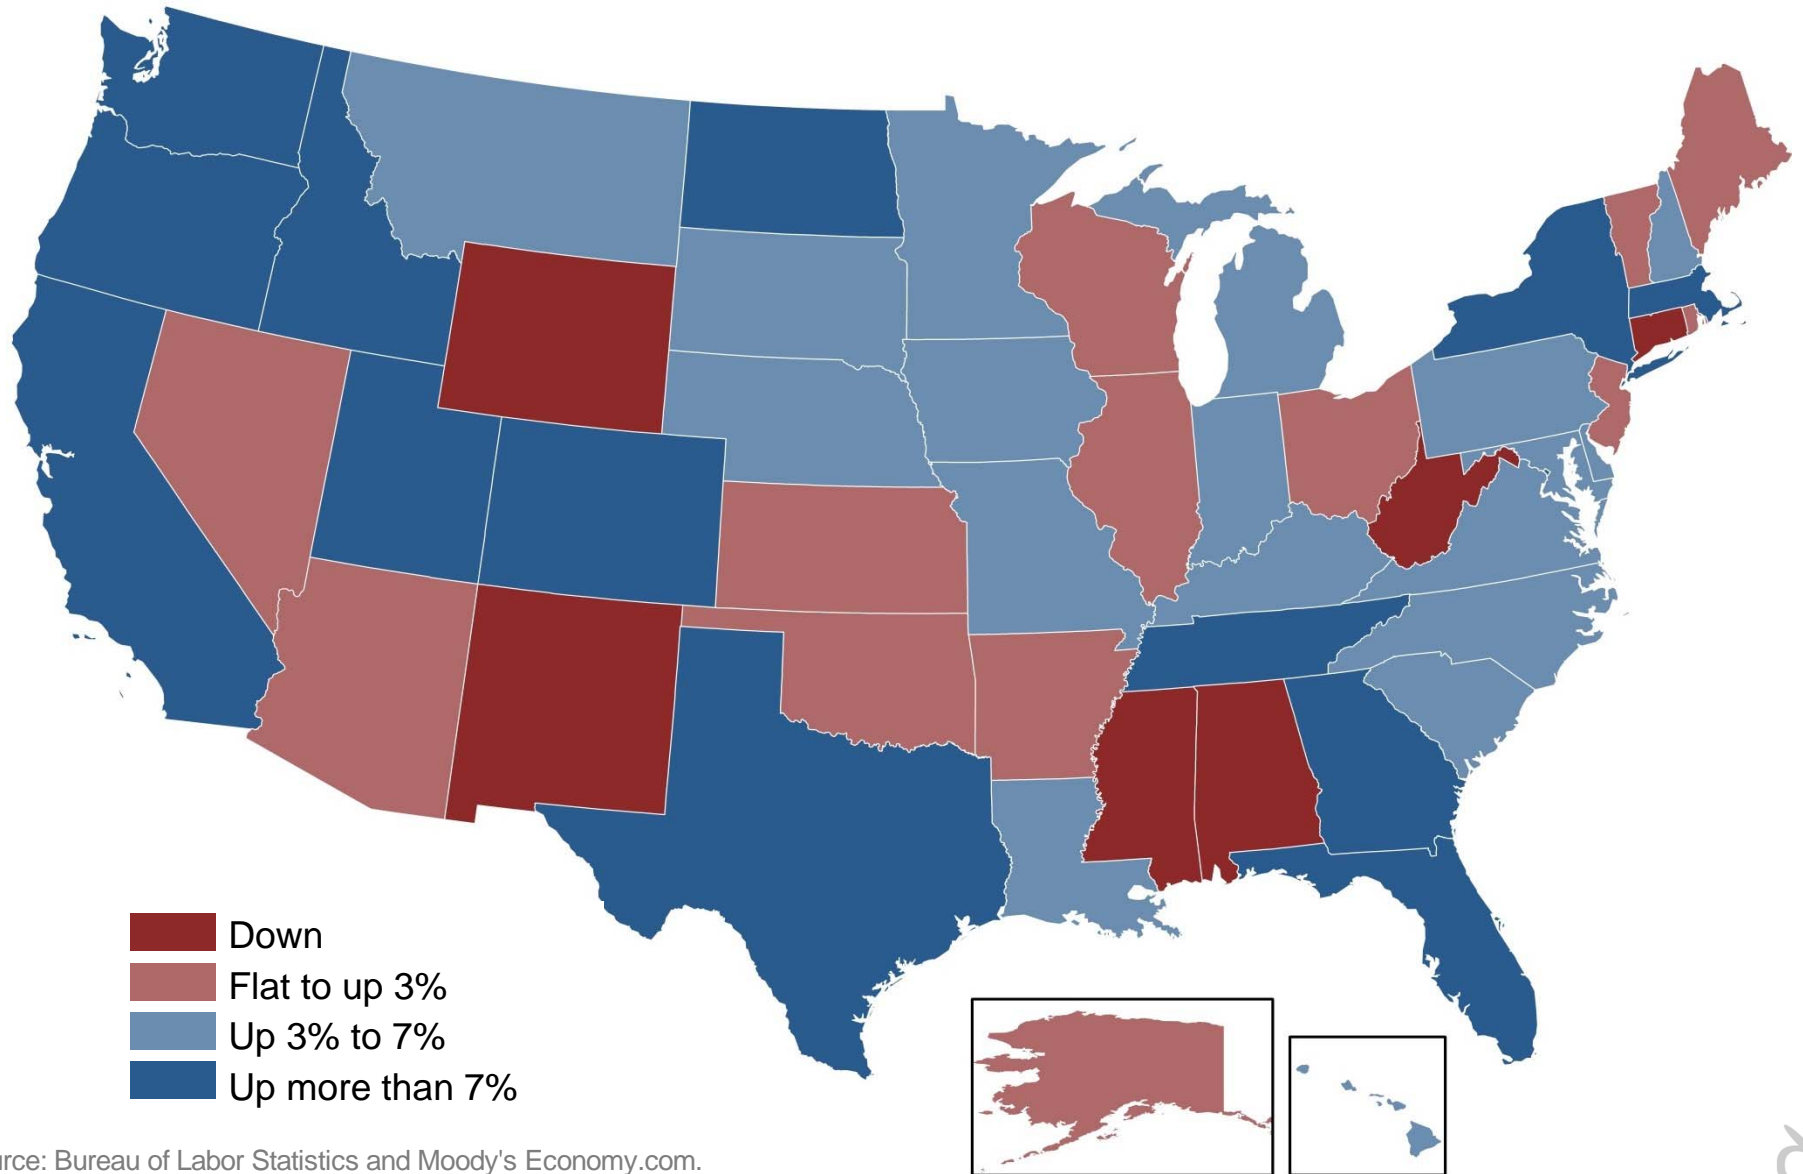 Down
Flat to up 3%
Up 3% to 7%
Up more than 7%
urce: Bureau of Labor Statistics and Moody's Economy.com.